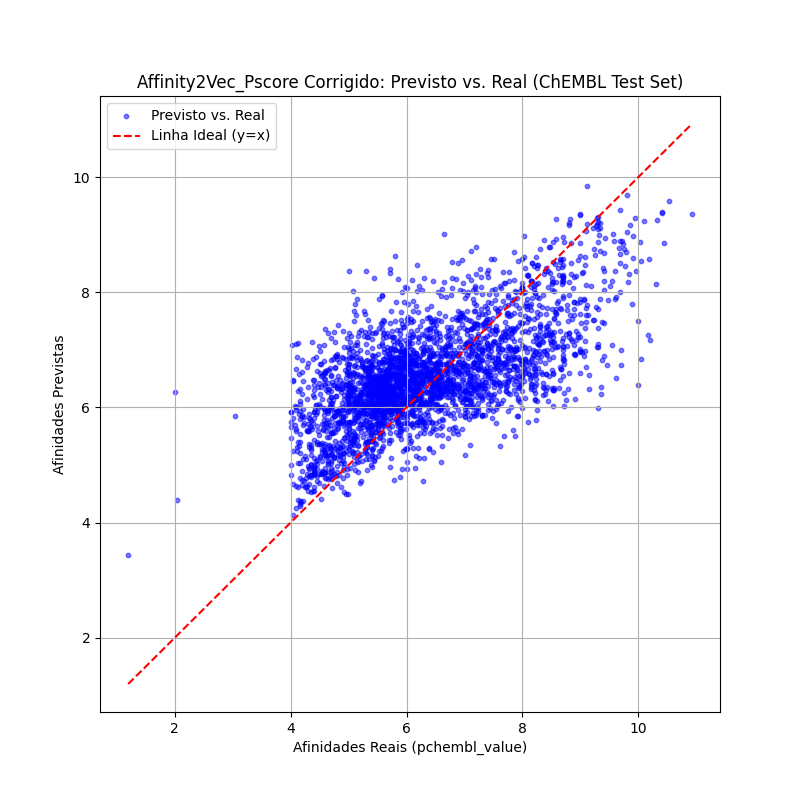 Affinity2Vec_Pscore Corrigido: Previsto vs. Real (ChEMBL Test Set)
Previsto vs. Real
Linha Ideal (y=x)
10
8
6
4
2
Afinidades Previstas
2 4 6 8 10
Afinidades Reais (pchembl_value)